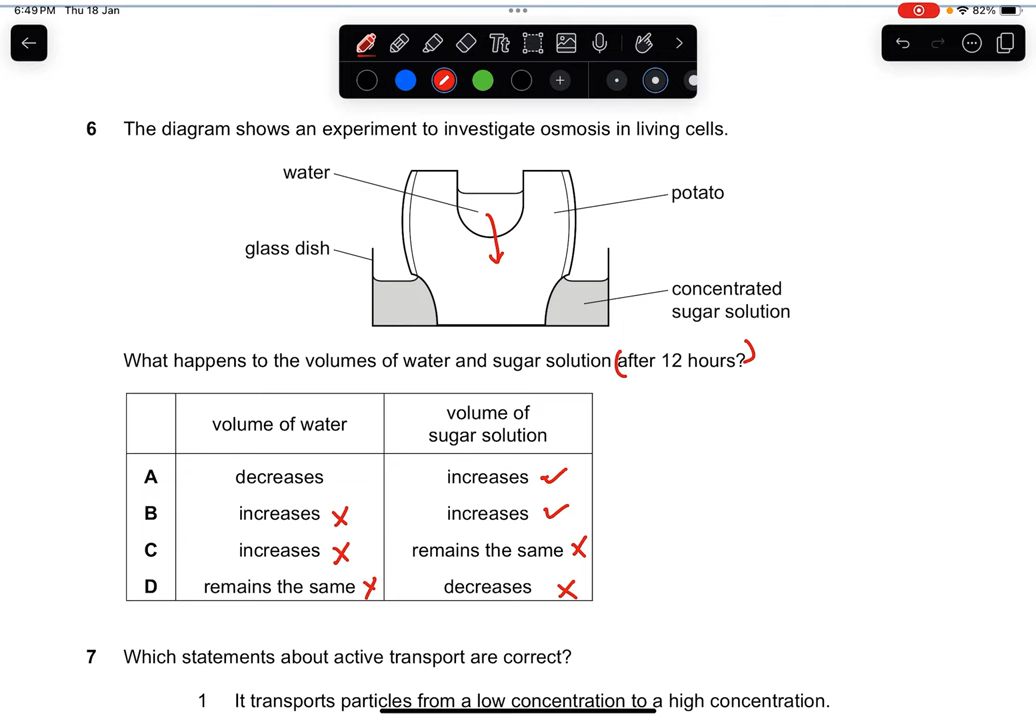 6:49 PM Thu 18 Jan
82%
Tt
6 The diagram shows an experiment to investigate osmosis in living cells.
water
potato
glass dish
concentrated
sugar solution
What happens to the volumes of water and sugar solution (after 12 hours?)
volume of water
volume of
sugar solution
A decreases increases ✓
B increases ✗ increases ✓
C increases ✗ remains the same ✗
D remains the same ✗ decreases ✗
7 Which statements about active transport are correct?
1 It transports particles from a low concentration to a high concentration.